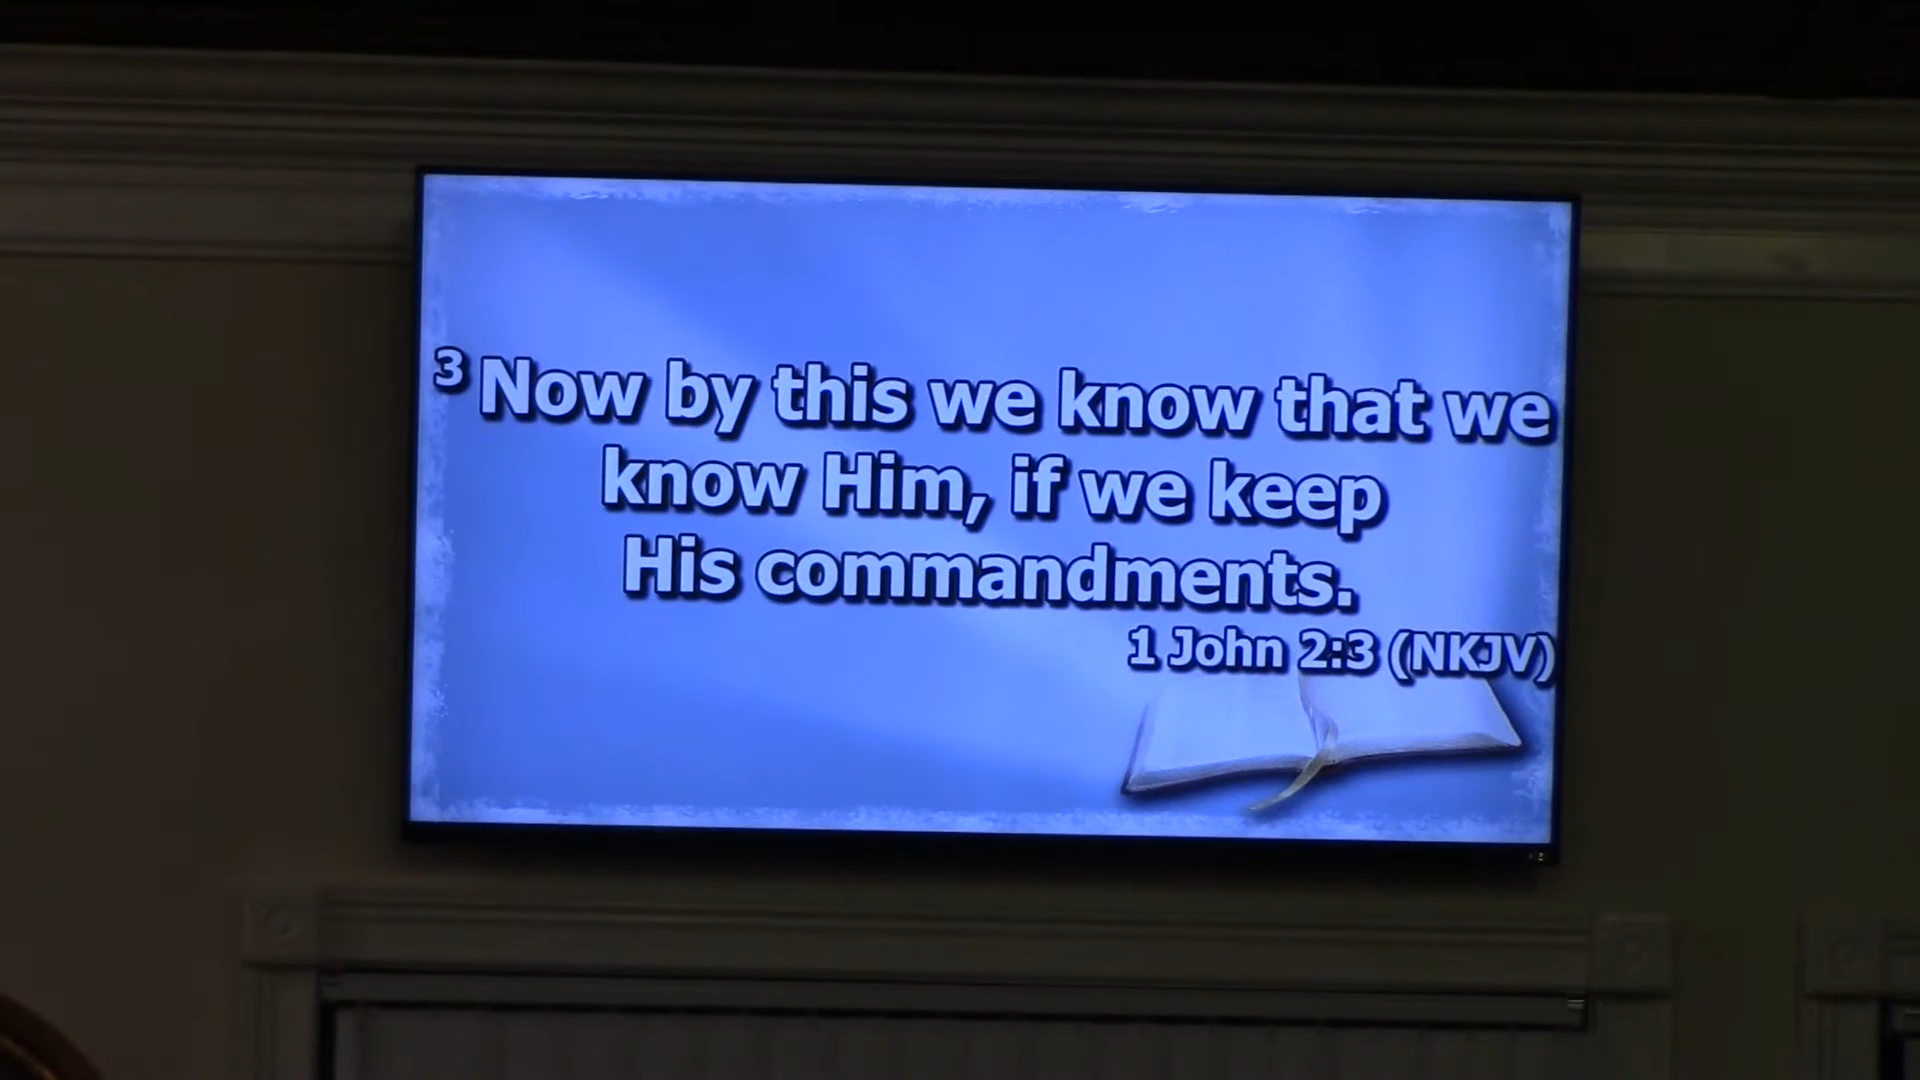 3 Now by this we know that we
know Him, if we keep
His commandments.
1 John 2:3 (NKJV)